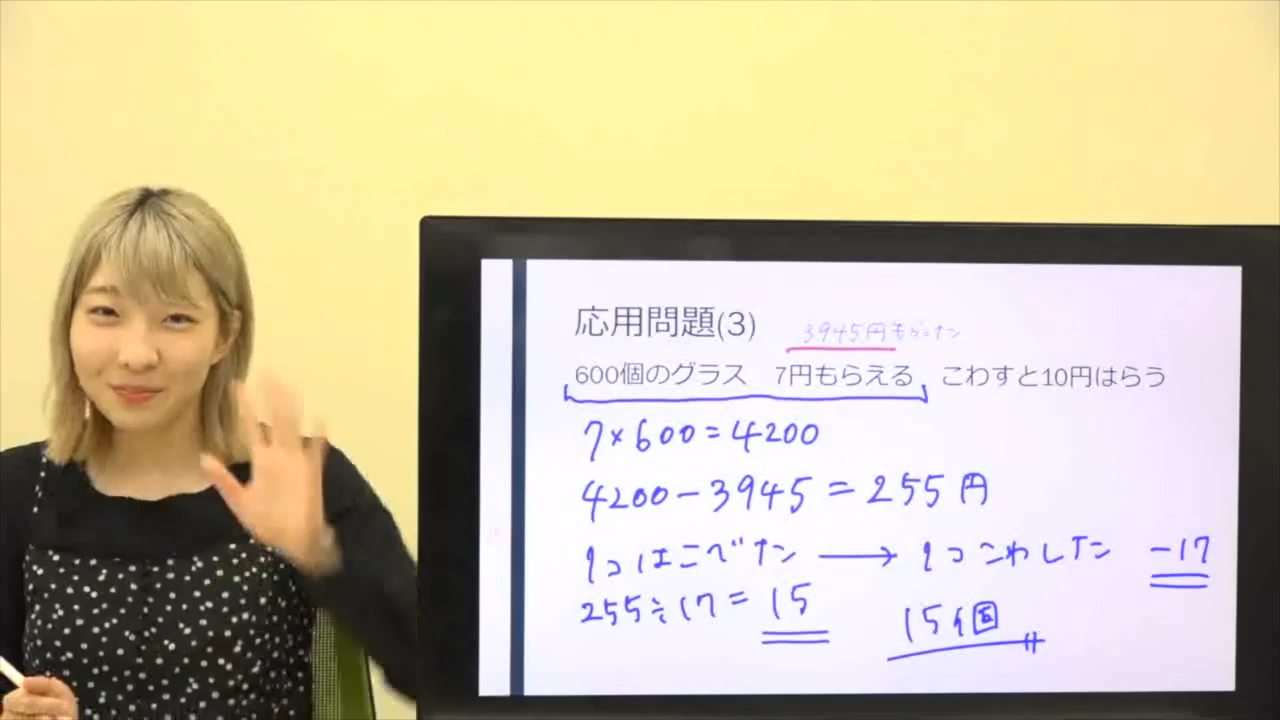 応用問題(3)
3945円もらった
600個のグラス 7円もらえる こわすと10円はらう
7×600=4200
4200-3945=255円
1コはこべた → 1コこわした -17
255÷17=15
15個